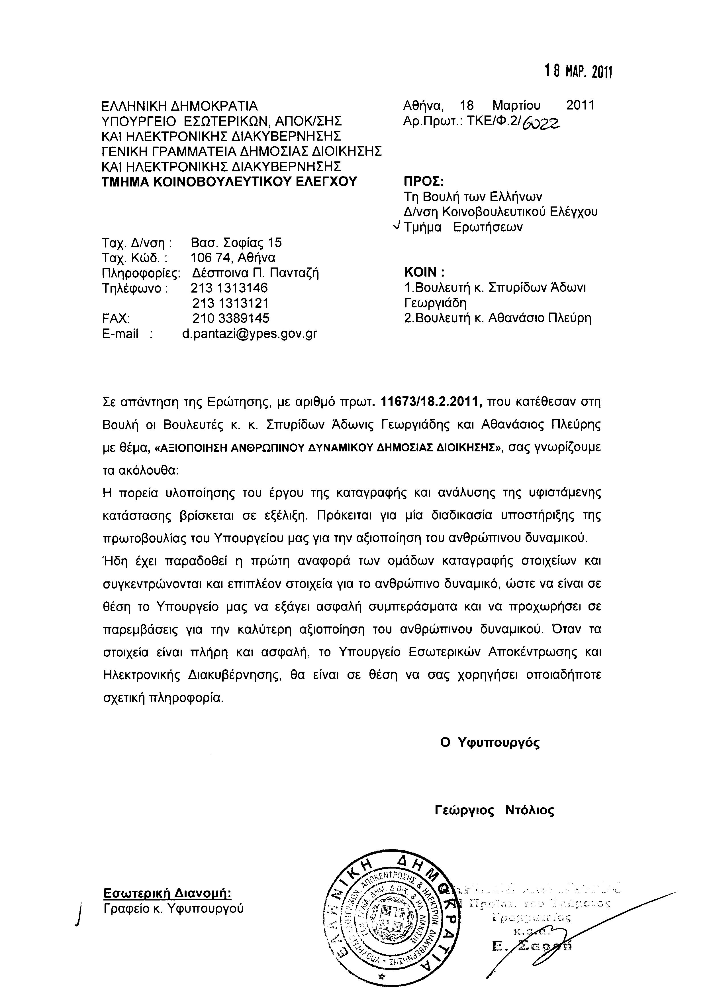 18 ΜΑΡ. 2011
ΕΛΛΗΝΙΚΗ ΔΗΜΟΚΡΑΤΙΑ
ΥΠΟΥΡΓΕΙΟ ΕΣΩΤΕΡΙΚΩΝ, ΑΠΟΚ/ΣΗΣ
ΚΑΙ ΗΛΕΚΤΡΟΝΙΚΗΣ ΔΙΑΚΥΒΕΡΝΗΣΗΣ
ΓΕΝΙΚΗ ΓΡΑΜΜΑΤΕΙΑ ΔΗΜΟΣΙΑΣ ΔΙΟΙΚΗΣΗΣ
ΚΑΙ ΗΛΕΚΤΡΟΝΙΚΗΣ ΔΙΑΚΥΒΕΡΝΗΣΗΣ
ΤΜΗΜΑ ΚΟΙΝΟΒΟΥΛΕΥΤΙΚΟΥ ΕΛΕΓΧΟΥ
Αθήνα, 18 Μαρτίου 2011
Αρ.Πρωτ.: ΤΚΕ/Φ.2/6022
ΠΡΟΣ:
Τη Βουλή των Ελλήνων
Δ/νση Κοινοβουλευτικού Ελέγχου
Τμήμα Ερωτήσεων
Ταχ. Δ/νση : Βασ. Σοφίας 15
Ταχ. Κώδ. : 106 74, Αθήνα
Πληροφορίες: Δέσποινα Π. Πανταζή
Τηλέφωνο : 213 1313146
213 1313121
FAX: 210 3389145
E-mail : d.pantazi@ypes.gov.gr
ΚΟΙΝ :
1.Βουλευτή κ. Σπυρίδων Άδωνι
Γεωργιάδη
2.Βουλευτή κ. Αθανάσιο Πλεύρη
Σε απάντηση της Ερώτησης, με αριθμό πρωτ. 11673/18.2.2011, που κατέθεσαν στη
Βουλή οι Βουλευτές κ. κ. Σπυρίδων Άδωνις Γεωργιάδης και Αθανάσιος Πλεύρης
με θέμα, «ΑΞΙΟΠΟΙΗΣΗ ΑΝΘΡΩΠΙΝΟΥ ΔΥΝΑΜΙΚΟΥ ΔΗΜΟΣΙΑΣ ΔΙΟΙΚΗΣΗΣ», σας γνωρίζουμε
τα ακόλουθα:
Η πορεία υλοποίησης του έργου της καταγραφής και ανάλυσης της υφιστάμενης
κατάστασης βρίσκεται σε εξέλιξη. Πρόκειται για μία διαδικασία υποστήριξης της
πρωτοβουλίας του Υπουργείου μας για την αξιοποίηση του ανθρώπινου δυναμικού.
Ήδη έχει παραδοθεί η πρώτη αναφορά των ομάδων καταγραφής στοιχείων και
συγκεντρώνονται και επιπλέον στοιχεία για το ανθρώπινο δυναμικό, ώστε να είναι σε
θέση το Υπουργείο μας να εξάγει ασφαλή συμπεράσματα και να προχωρήσει σε
παρεμβάσεις για την καλύτερη αξιοποίηση του ανθρώπινου δυναμικού. Όταν τα
στοιχεία είναι πλήρη και ασφαλή, το Υπουργείο Εσωτερικών Αποκέντρωσης και
Ηλεκτρονικής Διακυβέρνησης, θα είναι σε θέση να σας χορηγήσει οποιαδήποτε
σχετική πληροφορία.
Ο Υφυπουργός
Γεώργιος Ντόλιος
Εσωτερική Διανομή:
Γραφείο κ. Υφυπουργού
ΕΛΛΗΝΙΚΗ ΔΗΜΟΚΡΑΤΙΑ
ΥΠΟΥΡΓΕΙΟ ΕΣΩΤΕΡΙΚΩΝ, ΑΠΟΚΕΝΤΡΩΣΗΣ & ΗΛΕΚΤΡΟΝ. ΔΙΑΚΥΒΕΡΝΗΣΗΣ -
ΓΕΝ. ΓΡΑΜ. ΔΗΜ. ΔΙΟΙΚ. & ΗΛ. ΔΙΑΚ/ΣΗΣ
Η Προϊστ. του Τμήματος
Γραμματείας
κ.α.α.
Ε. Σαρρή